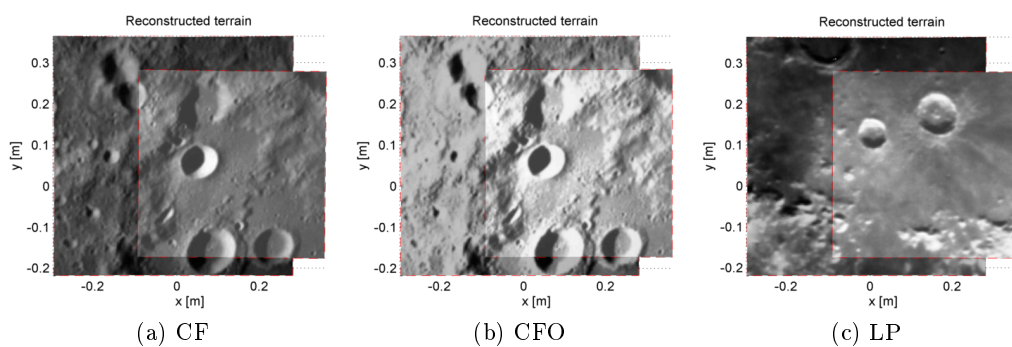 Reconstructed terrain
0.3
0.2
0.1
0
-0.1
-0.2
y [m]
-0.2 0 0.2
x [m]
(a) CF
Reconstructed terrain
0.3
0.2
0.1
0
-0.1
-0.2
y [m]
-0.2 0 0.2
x [m]
(b) CFO
Reconstructed terrain
0.3
0.2
0.1
0
-0.1
-0.2
y [m]
-0.2 0 0.2
x [m]
(c) LP